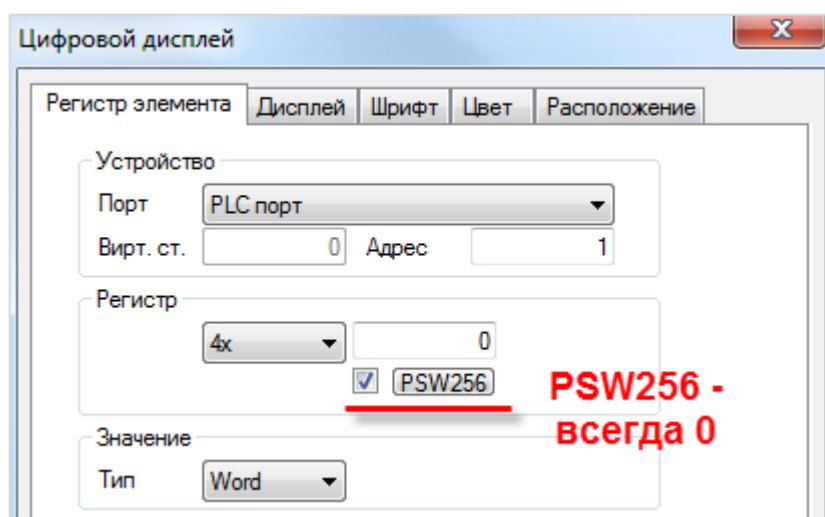 Цифровой дисплей
Регистр элемента Дисплей Шрифт Цвет Расположение
Устройство
Порт PLC порт
Вирт. ст. 0 Адрес 1
Регистр
4x 0
PSW256
PSW256 -
всегда 0
Значение
Тип Word